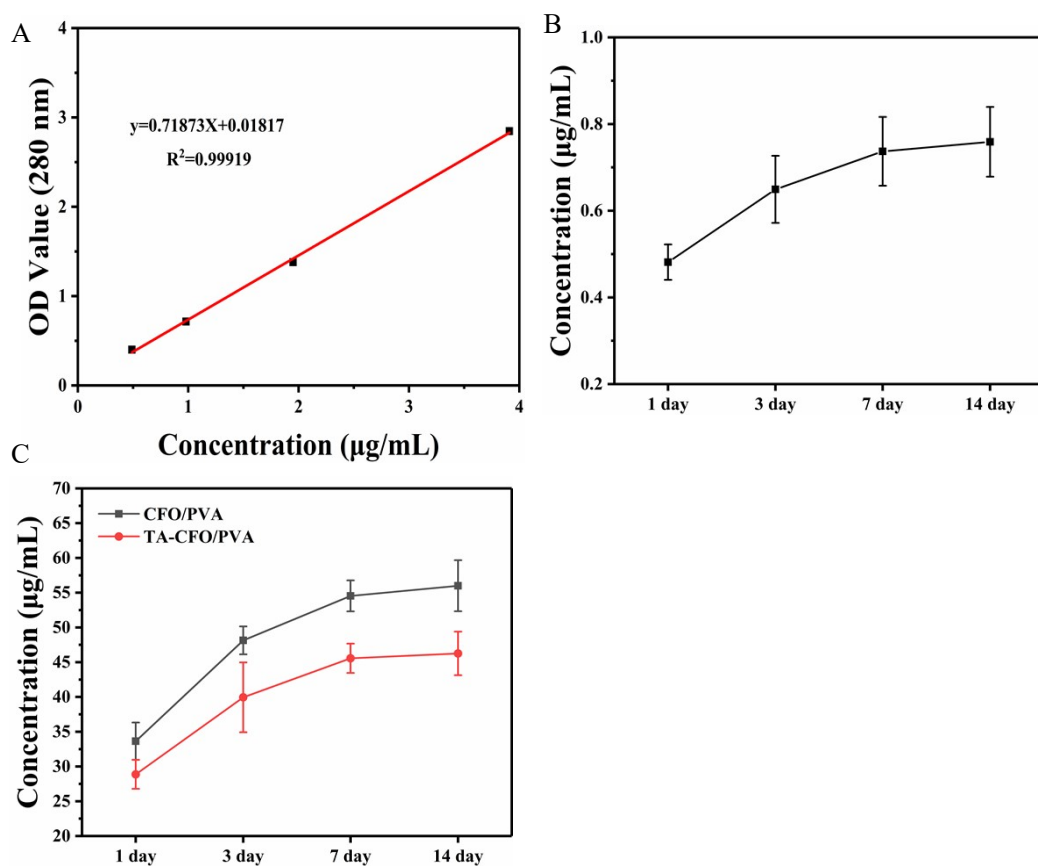 A
OD Value (280 nm)
4
3
2
1
0
y=0.71873X+0.01817
R²=0.99919
0 1 2 3 4
Concentration (µg/mL)
B
Concentration (µg/mL)
1.0
0.8
0.6
0.4
0.2
1 day 3 day 7 day 14 day
C
Concentration (µg/mL)
70
65
60
55
50
45
40
35
30
25
20
CFO/PVA
TA-CFO/PVA
1 day 3 day 7 day 14 day